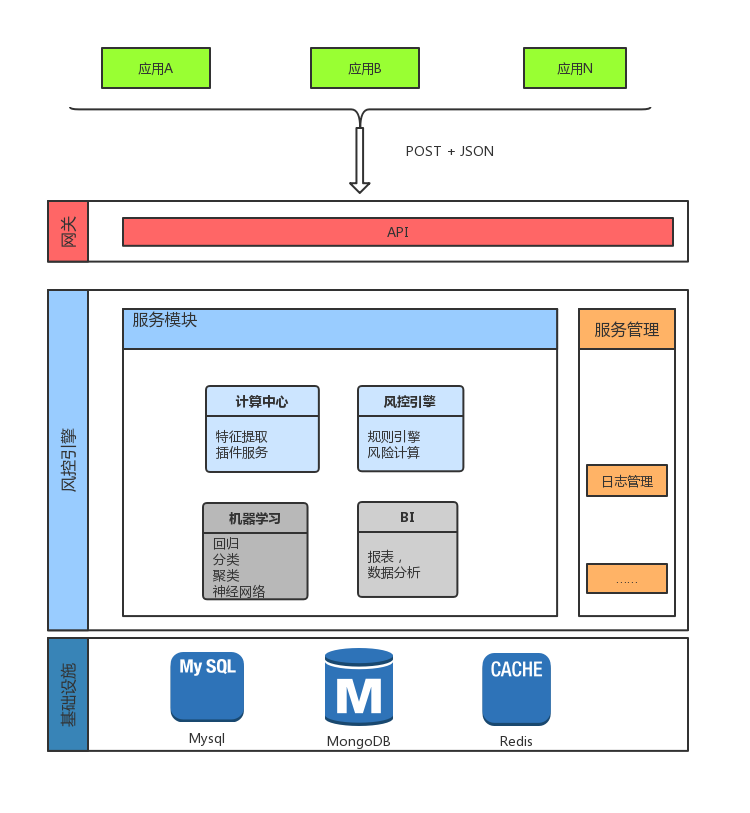 应用A
应用B
应用N
POST + JSON
网关
API
风控引擎
服务模块
服务管理
计算中心
特征提取
插件服务
风控引擎
规则引擎
风险计算
日志管理
机器学习
回归
分类
聚类
神经网络
BI
报表，
数据分析
……
基础设施
My SQL
Mysql
M
MongoDB
CACHE
Redis